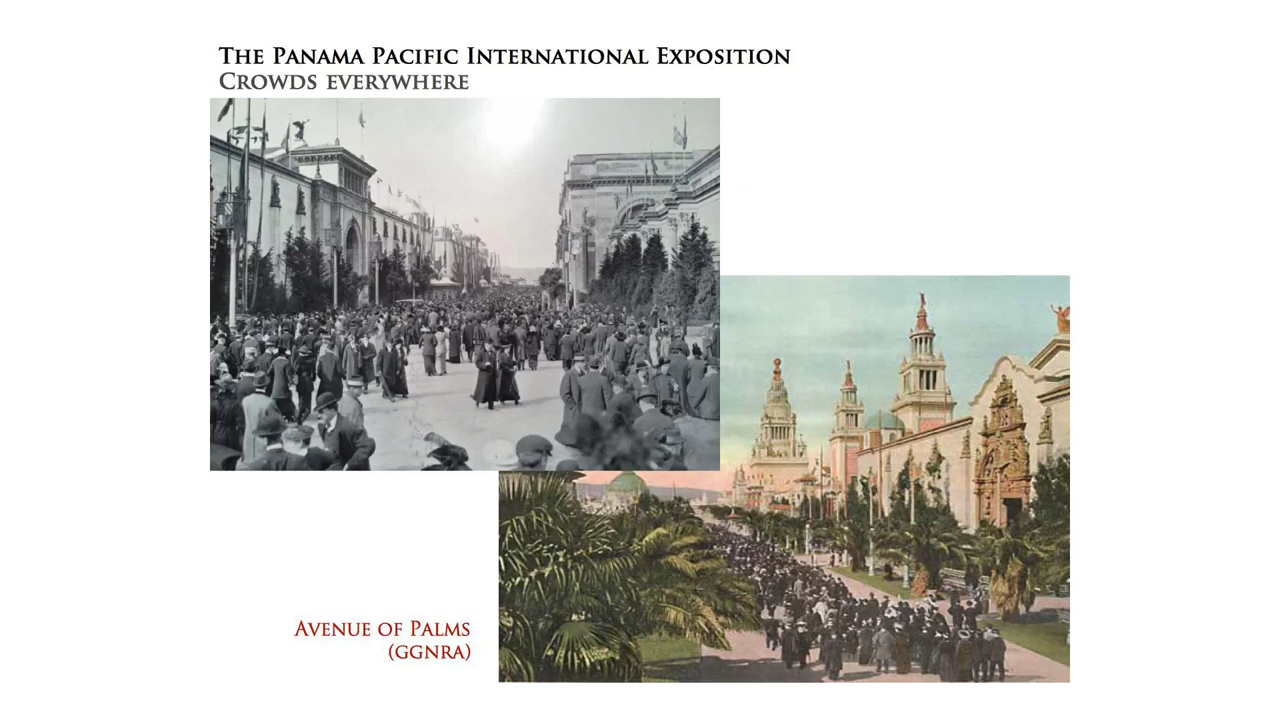 The Panama Pacific International Exposition
Crowds everywhere
Avenue of Palms
(GGNRA)